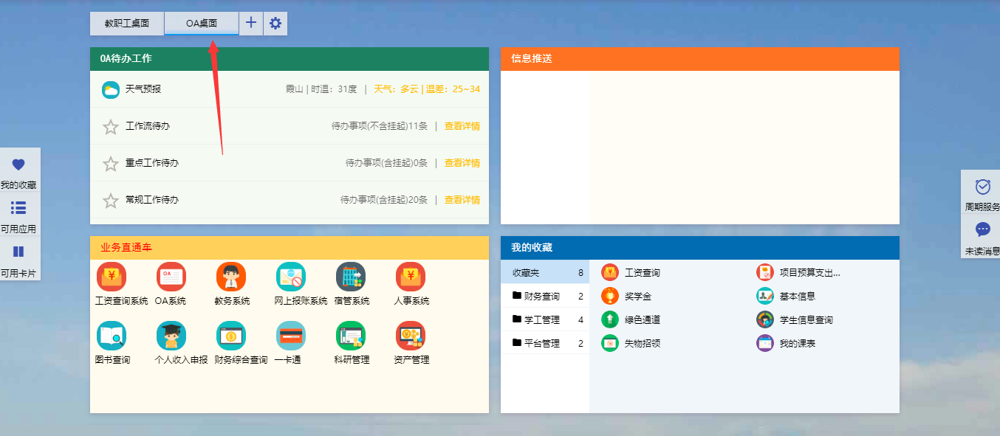 教职工桌面
OA桌面
OA待办工作
天气预报
霞山 | 时温：31度 | 天气：多云 | 温差：25~34
工作流待办
待办事项(不含挂起)11条 | 查看详情
重点工作待办
待办事项(含挂起)0条 | 查看详情
常规工作待办
待办事项(含挂起)20条 | 查看详情
信息推送
我的收藏
可用应用
可用卡片
周期服务
未读消息
业务直通车
工资查询系统
OA
OA系统
教务系统
网上报账系统
宿管系统
人事系统
图书查询
个人收入申报
财务综合查询
一卡通
科研管理
资产管理
我的收藏
收藏夹 8
财务查询 2
学工管理 4
平台管理 2
工资查询
项目预算支出...
奖学金
基本信息
绿色通道
学生信息查询
失物招领
我的课表